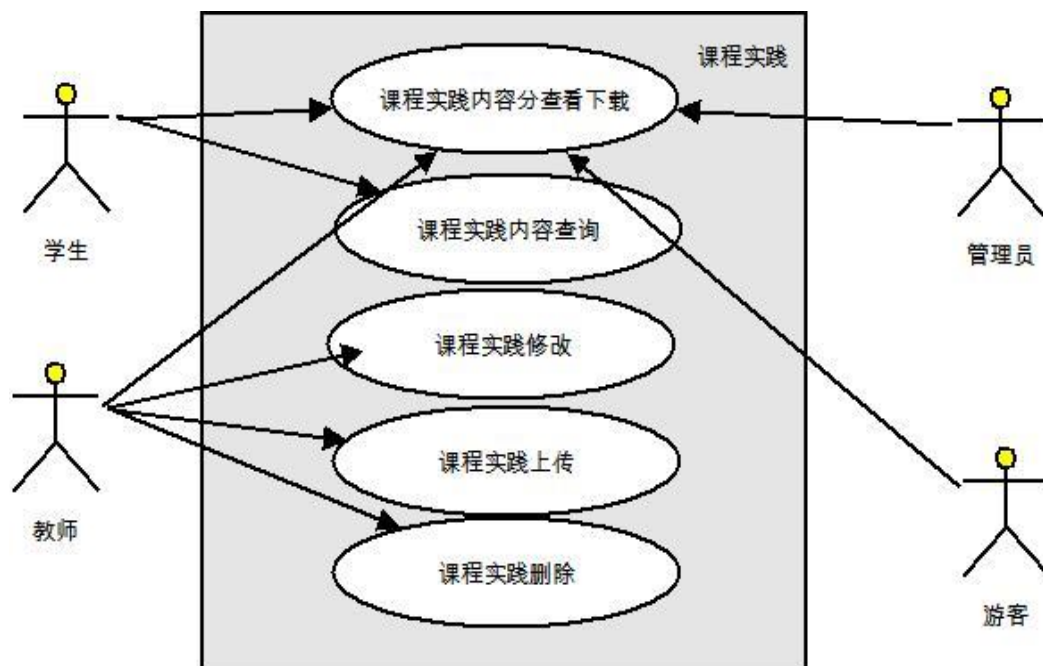 课程实践
课程实践内容分查看下载
学生
课程实践内容查询
管理员
课程实践修改
课程实践上传
教师
课程实践删除
游客